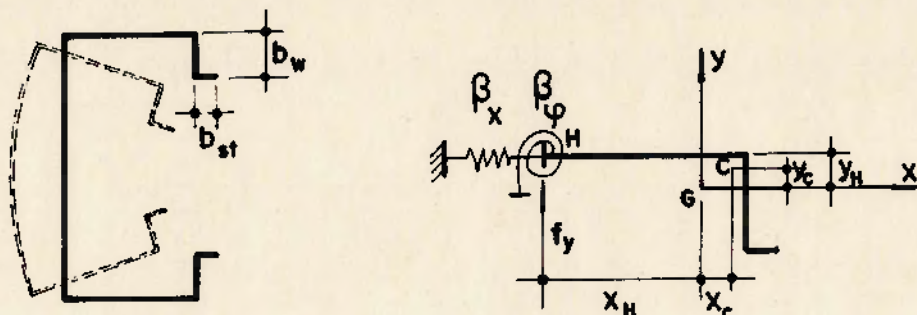 b_w
b_st
β_x
β_φ
H
f_y
y
C
G
x
y_c
y_H
x_H
x_c